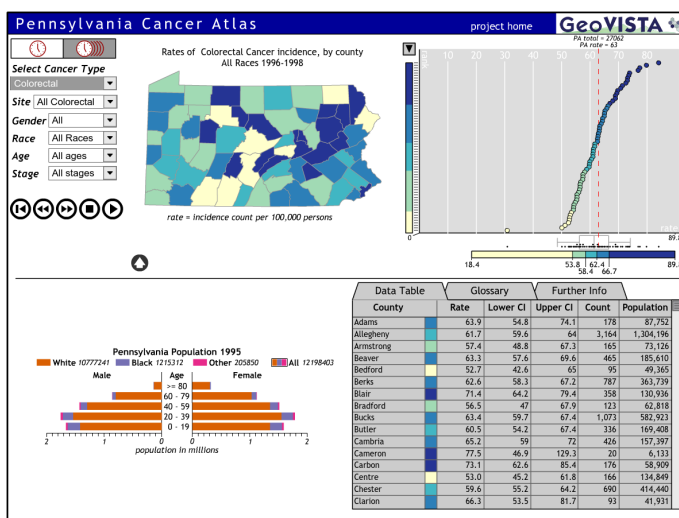 Pennsylvania Cancer Atlas
project home
GeoVISTA
Select Cancer Type
Colorectal
Site All Colorectal
Gender All
Race All Races
Age All ages
Stage All stages
Rates of Colorectal Cancer incidence, by county
All Races 1996-1998
rate = incidence count per 100,000 persons
PA total = 27062
PA rate = 63
rank
10 20 30 40 50 60 70 80
rate
0 89.8
18.4 53.8 58.4 62.4 66.7 89.8
Pennsylvania Population 1995
White 10777241 Black 1215312 Other 205850 All 12198403
Male Age Female
>= 80
60 - 79
40 - 59
20 - 39
0 - 19
2 1 0 0 1 2
population in millions
Data Table Glossary Further Info
County Rate Lower CI Upper CI Count Population
Adams 63.9 54.8 74.1 178 87,752
Allegheny 61.7 59.6 64 3,164 1,304,196
Armstrong 57.4 48.8 67.3 165 73,126
Beaver 63.3 57.6 69.6 465 185,610
Bedford 52.7 42.6 65 95 49,365
Berks 62.6 58.3 67.2 787 363,739
Blair 71.4 64.2 79.4 358 130,936
Bradford 56.5 47 67.9 123 62,818
Bucks 63.4 59.7 67.4 1,073 582,923
Butler 60.5 54.2 67.4 336 169,408
Cambria 65.2 59 72 426 157,397
Cameron 77.5 46.9 129.3 20 6,133
Carbon 73.1 62.6 85.4 176 58,909
Centre 53.0 45.2 61.8 166 134,849
Chester 59.6 55.2 64.2 690 414,440
Clarion 66.3 53.5 81.7 93 41,931